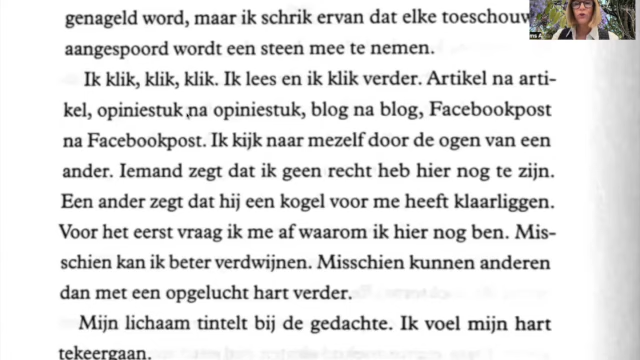 genageld word, maar ik schrik ervan dat elke
aangespoord wordt een steen mee te nemen.
Ik klik, klik, klik. Ik lees en ik klik verder. Artikel na arti-
kel, opiniestuk na opiniestuk, blog na blog, Facebookpost
na Facebookpost. Ik kijk naar mezelf door de ogen van een
ander. Iemand zegt dat ik geen recht heb hier nog te zijn.
Een ander zegt dat hij een kogel voor me heeft klaarliggen.
Voor het eerst vraag ik me af waarom ik hier nog ben. Mis-
schien kan ik beter verdwijnen. Misschien kunnen anderen
dan met een opgelucht hart verder.
Mijn lichaam tintelt bij de gedachte. Ik voel mijn hart
tekeergaan.